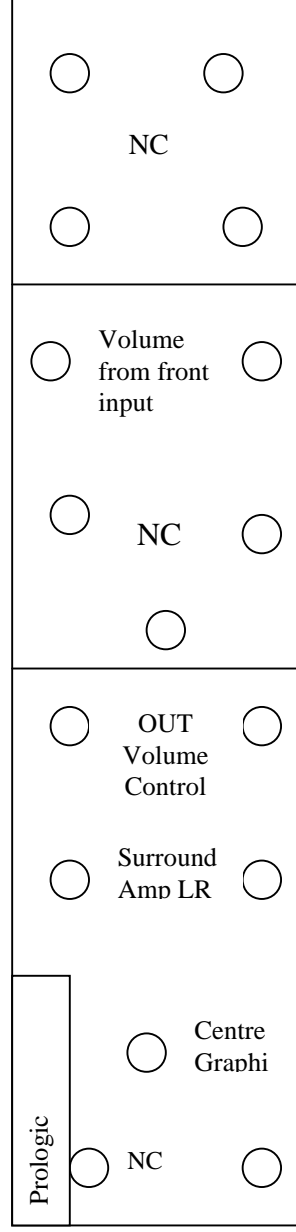 NC
Volume
from front
input
NC
OUT
Volume
Control
Surround
Amp LR
Centre
Graphi
NC
Prologic